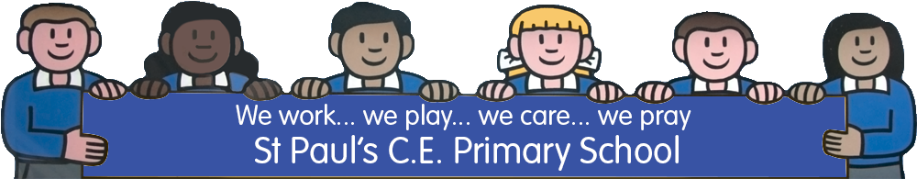 We work... we play... we care... we pray
St Paul's C.E. Primary School